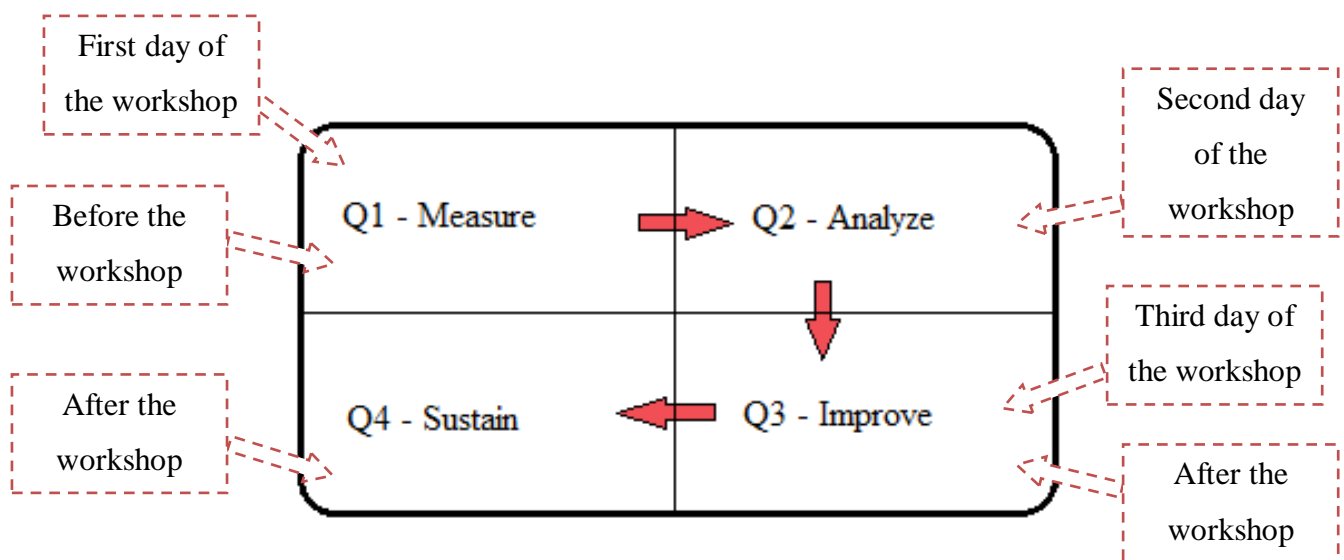 First day of
the workshop
Before the
workshop
Q1 - Measure
Q2 - Analyze
Second day
of the
workshop
After the
workshop
Q4 - Sustain
Q3 - Improve
Third day of
the workshop
After the
workshop